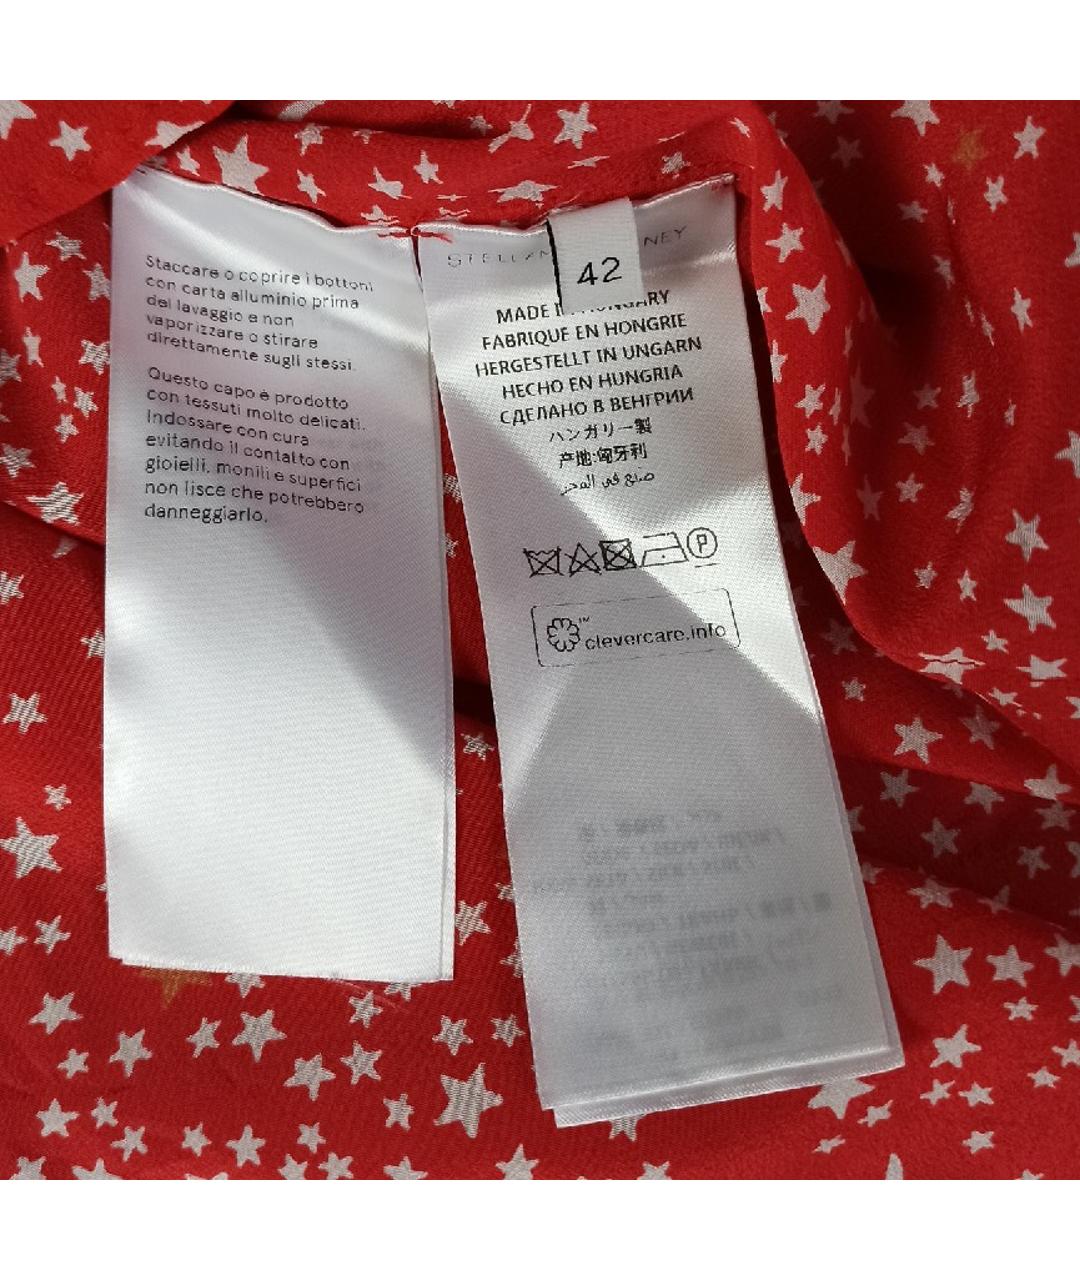 Staccare o coprire i bottoni
con carta alluminio prima
del lavaggio e non
vaporizzare o stirare
direttamente sugli stessi.
Questo capo è prodotto
con tessuti molto delicati.
Indossare con cura
evitando il contatto con
gioielli, monili e superfici
non lisce che potrebbero
danneggiarlo.
STELLA NEY
42
MADE IN HUNGARY
FABRIQUE EN HONGRIE
HERGESTELLT IN UNGARN
HECHO EN HUNGRIA
СДЕЛАНО В ВЕНГРИИ
ハンガリー製
产地:匈牙利
صنع في المجر
P
clevercare.info